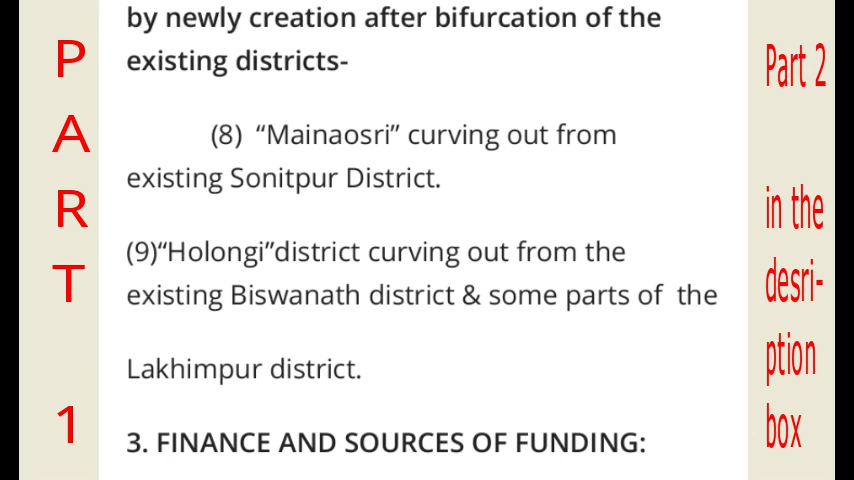 PART 1
by newly creation after bifurcation of the
existing districts-
(8) “Mainaosri” curving out from
existing Sonitpur District.
(9)“Holongi”district curving out from the
existing Biswanath district & some parts of the
Lakhimpur district.
3. FINANCE AND SOURCES OF FUNDING:
Part 2
in the
desri-
ption
box